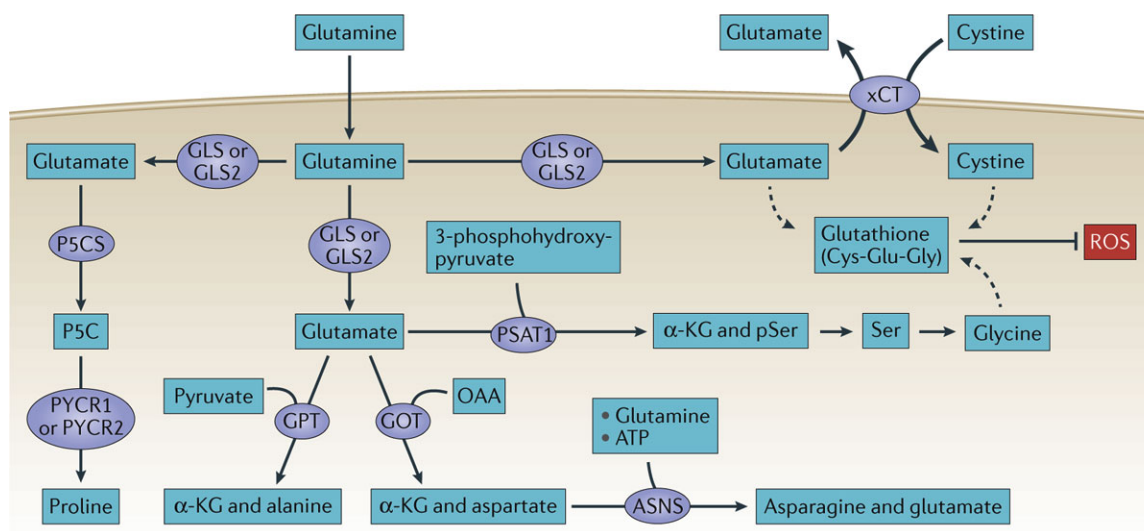 Glutamine
Glutamate
Cystine
xCT
Glutamate
GLS or
GLS2
Glutamine
GLS or
GLS2
Glutamate
Cystine
P5CS
GLS or
GLS2
3-phosphohydroxy-
pyruvate
Glutathione
(Cys-Glu-Gly)
ROS
P5C
Glutamate
PSAT1
α-KG and pSer
Ser
Glycine
Pyruvate
OAA
PYCR1
or PYCR2
GPT
GOT
• Glutamine
• ATP
Proline
α-KG and alanine
α-KG and aspartate
ASNS
Asparagine and glutamate